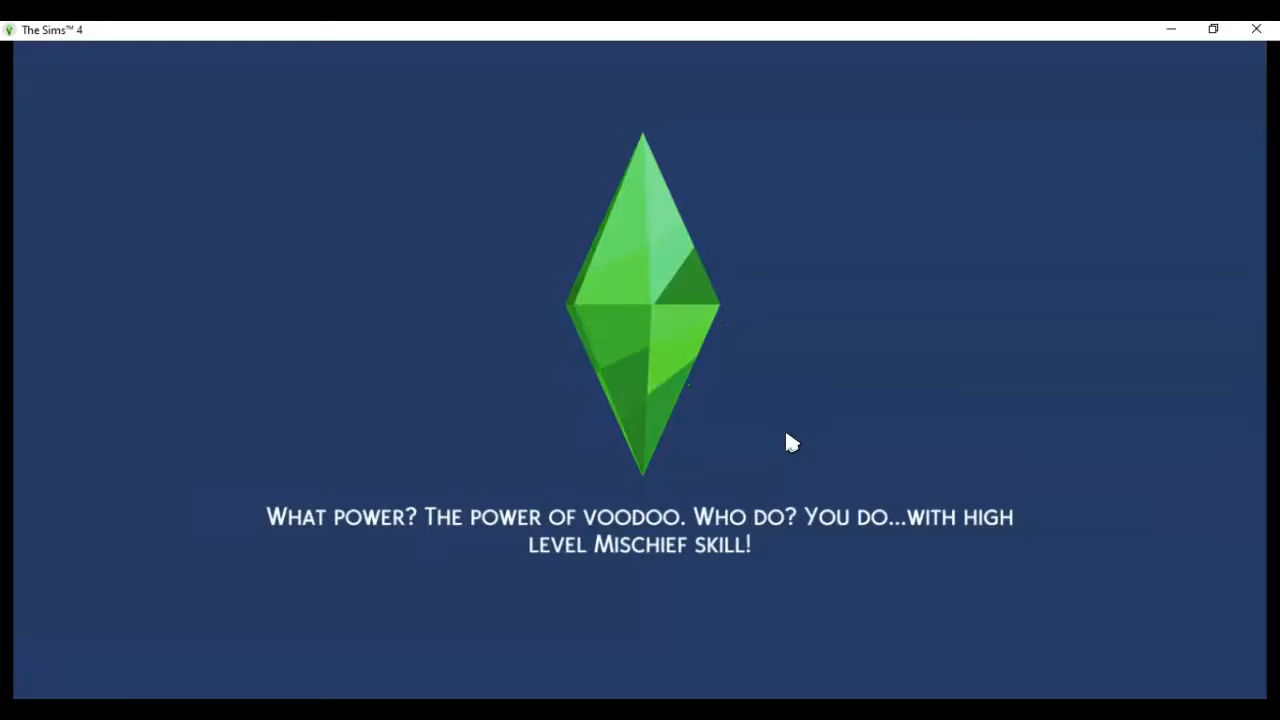 The Sims™ 4
What power? The power of voodoo. Who do? You do...with high
level Mischief skill!